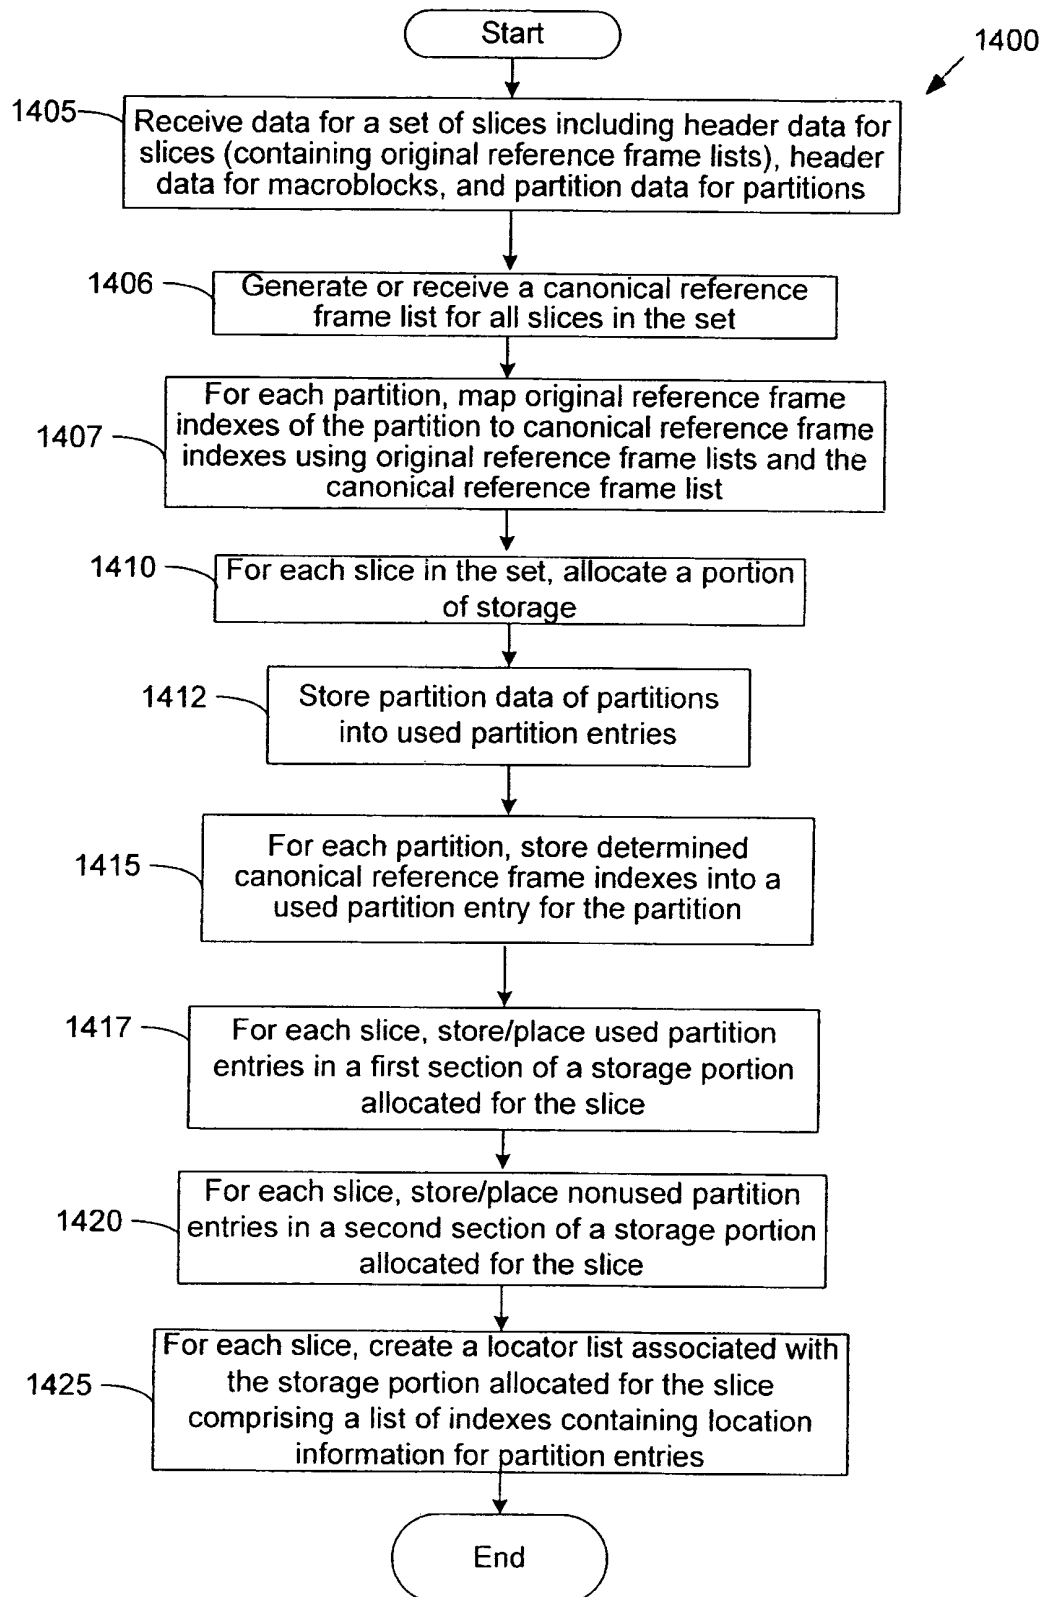 Start
1400
1405
Receive data for a set of slices including header data for
slices (containing original reference frame lists), header
data for macroblocks, and partition data for partitions
1406
Generate or receive a canonical reference
frame list for all slices in the set
1407
For each partition, map original reference frame
indexes of the partition to canonical reference frame
indexes using original reference frame lists and the
canonical reference frame list
1410
For each slice in the set, allocate a portion
of storage
1412
Store partition data of partitions
into used partition entries
1415
For each partition, store determined
canonical reference frame indexes into a
used partition entry for the partition
1417
For each slice, store/place used partition
entries in a first section of a storage portion
allocated for the slice
1420
For each slice, store/place nonused partition
entries in a second section of a storage portion
allocated for the slice
1425
For each slice, create a locator list associated with
the storage portion allocated for the slice
comprising a list of indexes containing location
information for partition entries
End